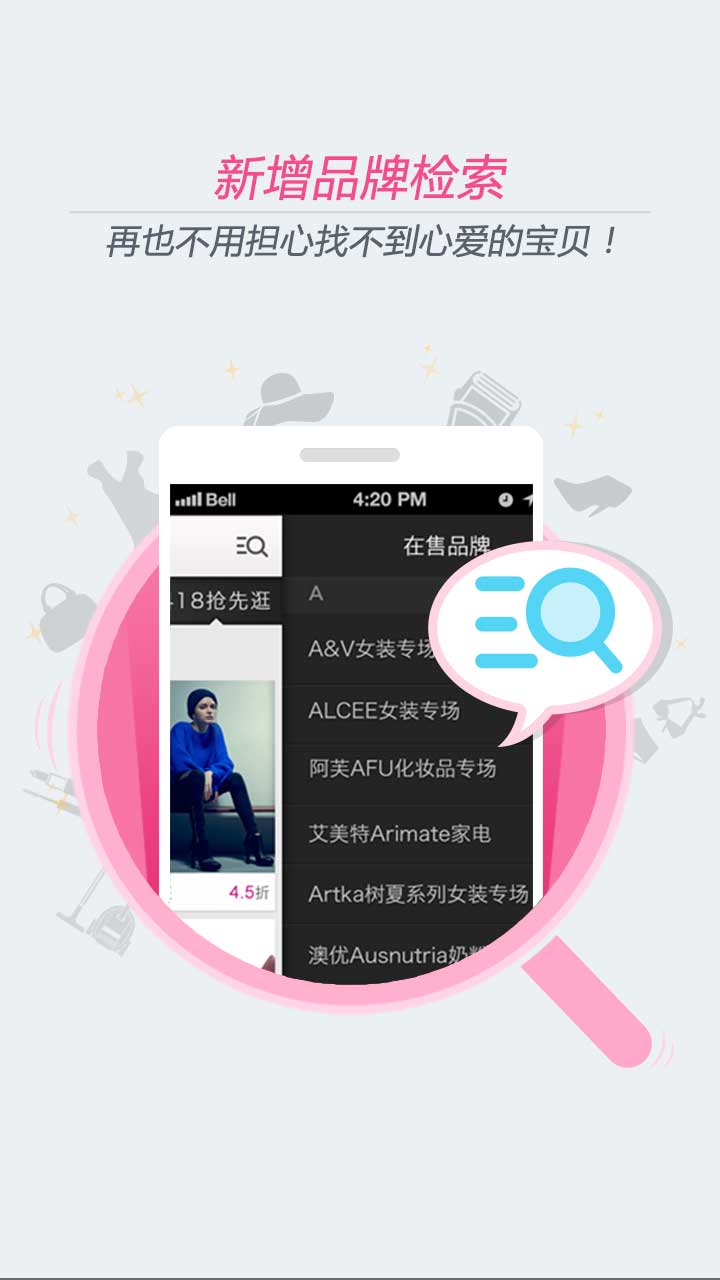 新增品牌检索
再也不用担心找不到心爱的宝贝！
Bell 4:20 PM
在售品牌
18抢先逛
A
A&V女装专场
ALCEE女装专场
阿芙AFU化妆品专场
艾美特Arimate家电
4.5折
Artka树夏系列女装专场
澳优Ausnutria奶粉